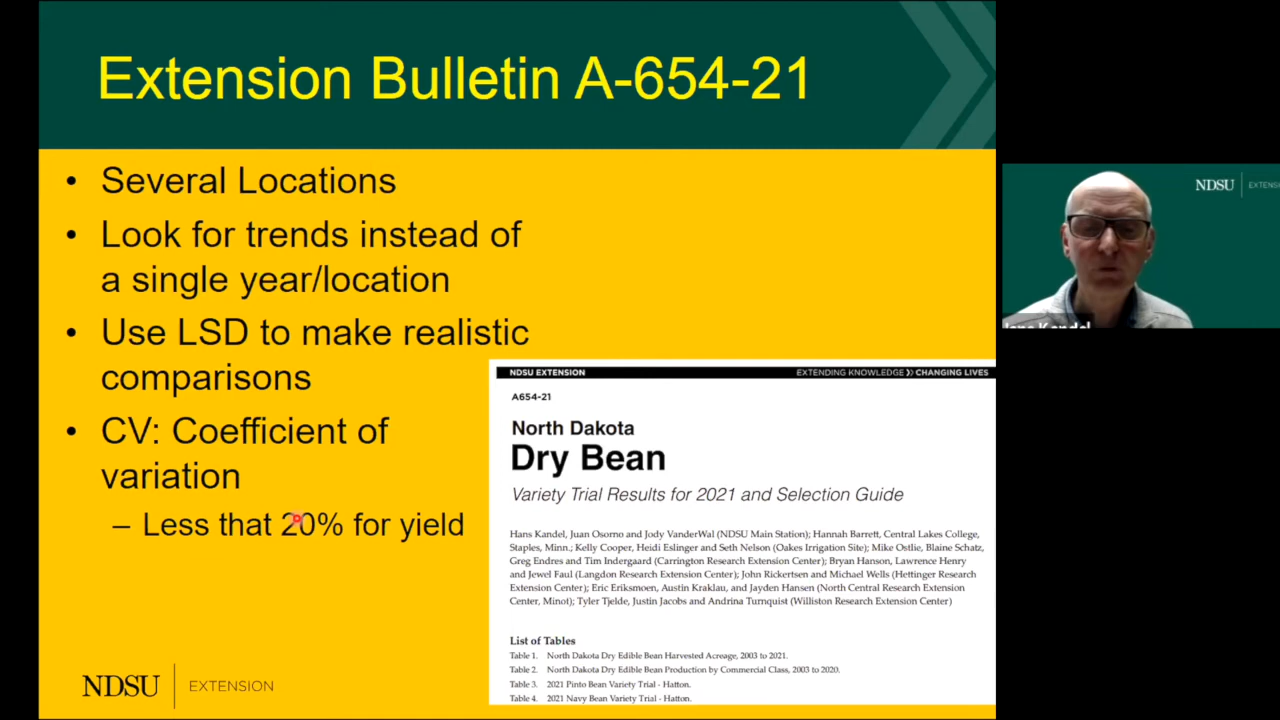 Extension Bulletin A-654-21
• Several Locations
• Look for trends instead of
a single year/location
• Use LSD to make realistic
comparisons
• CV: Coefficient of
variation
– Less that 20% for yield
NDSU EXTENSION
NDSU EXTENSION EXTENDING KNOWLEDGE CHANGING LIVES
A654-21
North Dakota
Dry Bean
Variety Trial Results for 2021 and Selection Guide
Hans Kandel, Juan Osorno and Jody VanderWal (NDSU Main Station); Hannah Barrett, Central Lakes College,
Staples, Minn.; Kelly Cooper, Heidi Eslinger and Seth Nelson (Oakes Irrigation Site); Mike Ostlie, Blaine Schatz,
Greg Endres and Tim Indergaard (Carrington Research Extension Center); Bryan Hanson, Lawrence Henry
and Jewel Faul (Langdon Research Extension Center); John Rickertsen and Michael Wells (Hettinger Research
Extension Center); Eric Eriksmoen, Austin Kraklau, and Jayden Hansen (North Central Research Extension
Center, Minot); Tyler Tjelde, Justin Jacobs and Andrina Turnquist (Williston Research Extension Center)
List of Tables
Table 1. North Dakota Dry Edible Bean Harvested Acreage, 2003 to 2021.
Table 2. North Dakota Dry Edible Bean Production by Commercial Class, 2003 to 2020.
Table 3. 2021 Pinto Bean Variety Trial - Hatton.
Table 4. 2021 Navy Bean Variety Trial - Hatton.
NDSU